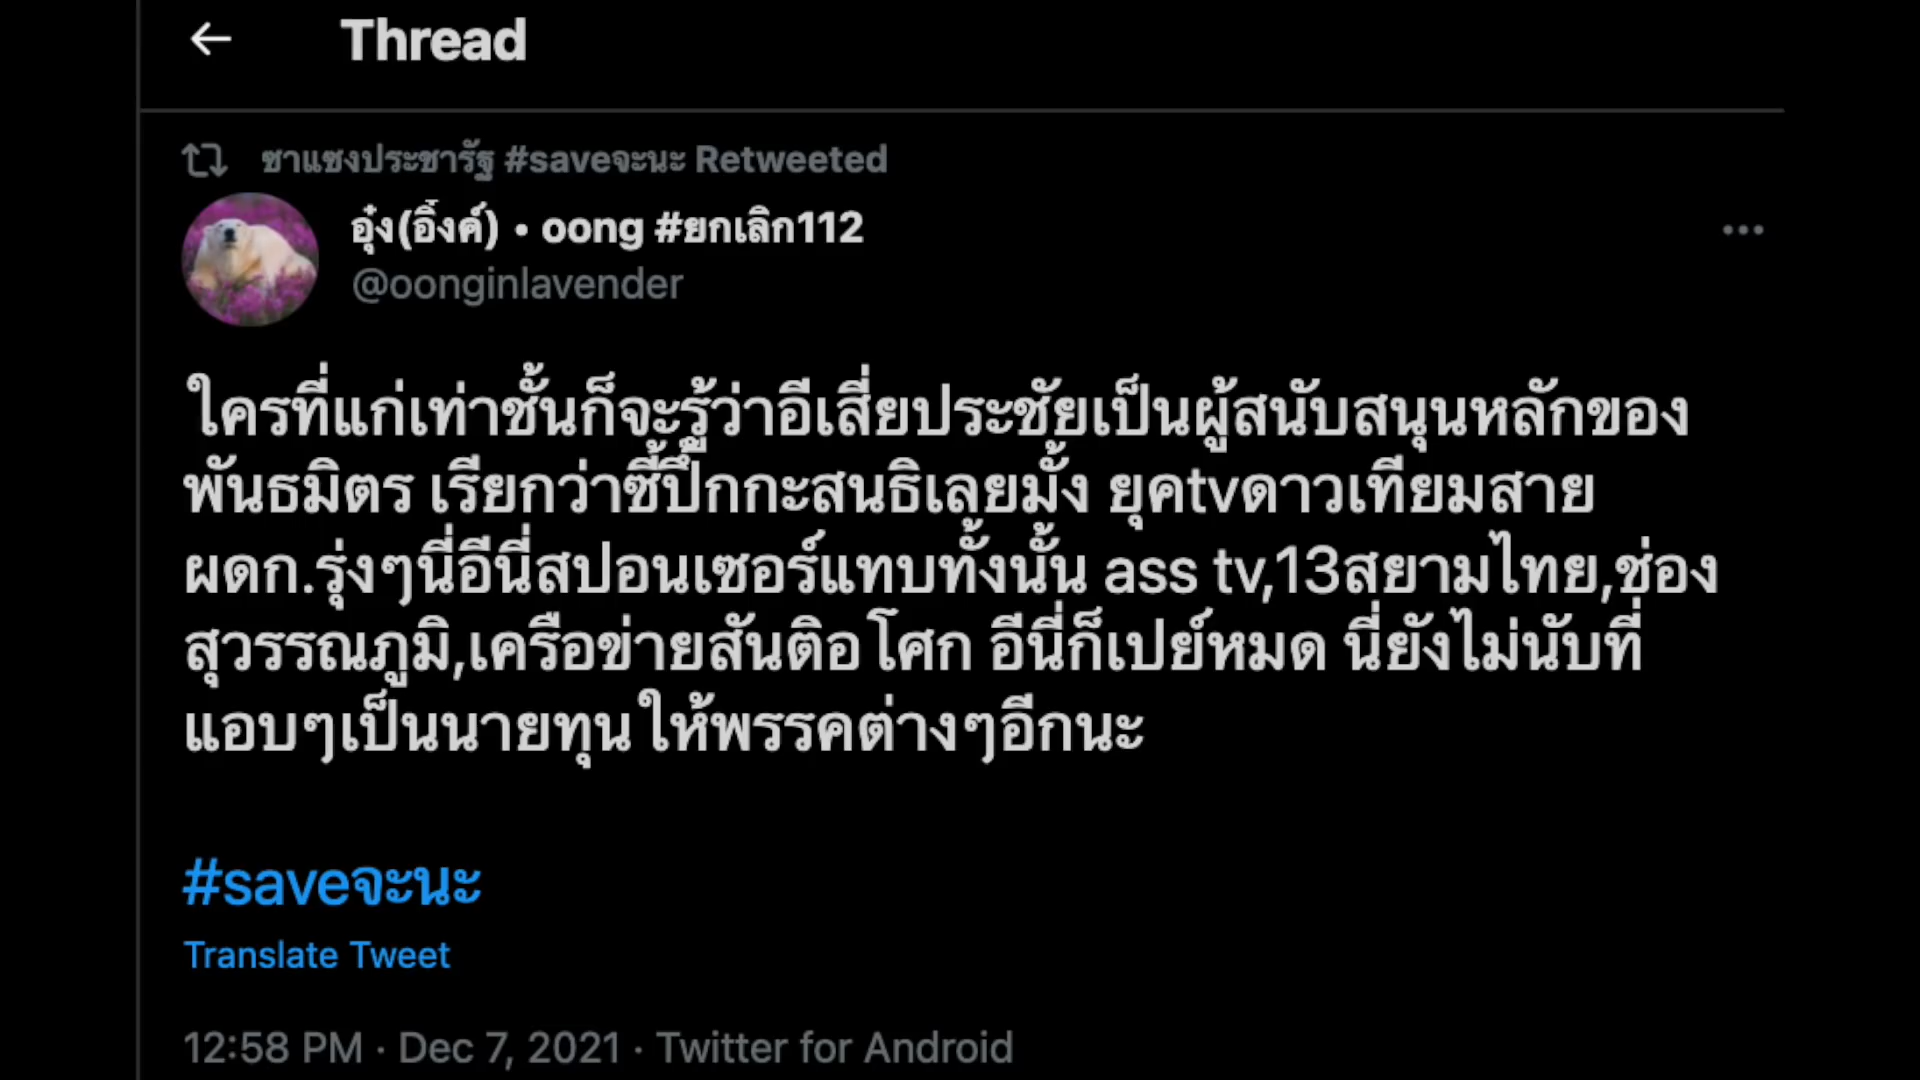 Thread
ซาแซงประชารัฐ #saveจะนะ Retweeted
อุ๋ง(อิ้งค์) • oong #ยกเลิก112
@oonginlavender
ใครที่แก่เท่าชั้นก็จะรู้ว่าอีเสี่ยประชัยเป็นผู้สนับสนุนหลักของ
พันธมิตร เรียกว่าซี้ปึ้กกะสนธิเลยมั้ง ยุคtvดาวเทียมสาย
ผดก.รุ่งๆนี่อีนี่สปอนเซอร์แทบทั้งนั้น ass tv,13สยามไทย,ช่อง
สุวรรณภูมิ,เครือข่ายสันติอโศก อีนี่ก็เปย์หมด นี่ยังไม่นับที่
แอบๆเป็นนายทุนให้พรรคต่างๆอีกนะ
#saveจะนะ
Translate Tweet
12:58 PM · Dec 7, 2021 · Twitter for Android